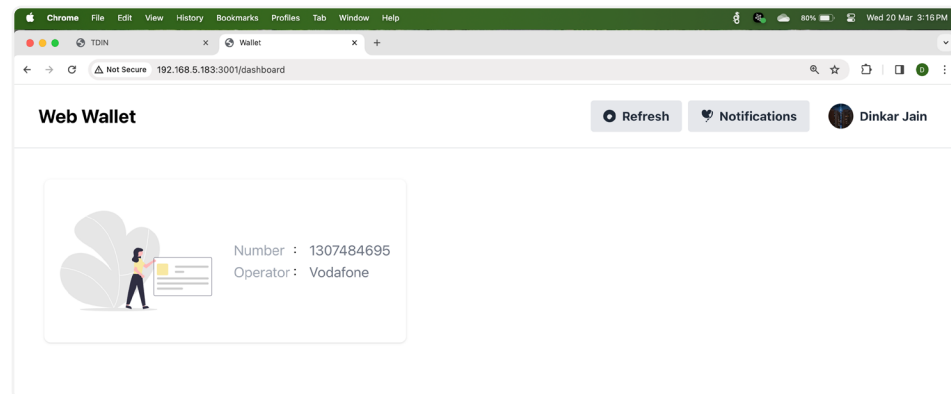 Chrome File Edit View History Bookmarks Profiles Tab Window Help 80% Wed 20 Mar 3:16 PM
TDIN Wallet
Not Secure 192.168.5.183:3001/dashboard D
Web Wallet Refresh Notifications Dinkar Jain
Number : 1307484695
Operator : Vodafone